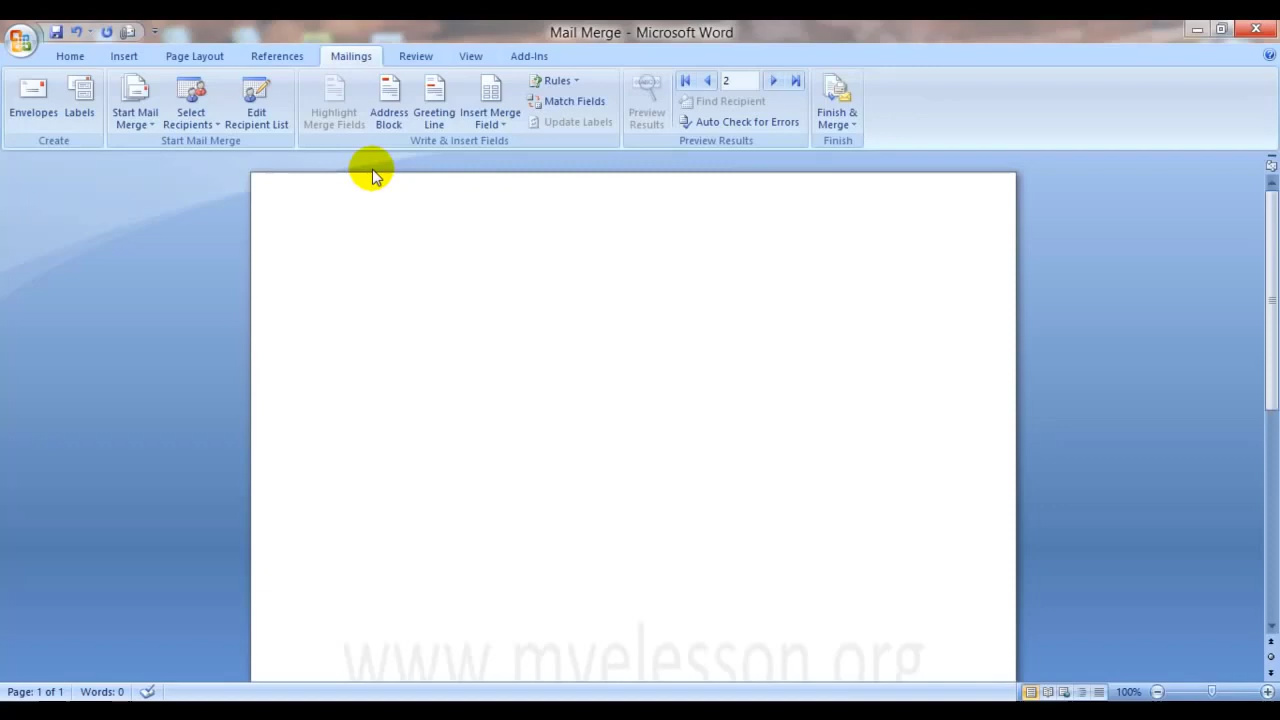 Mail Merge - Microsoft Word
Home Insert Page Layout References Mailings Review View Add-Ins
Envelopes Labels
Create
Start Mail Merge Select Recipients Edit Recipient List
Start Mail Merge
Highlight Merge Fields Address Block Greeting Line Insert Merge Field
Rules
Match Fields
Update Labels
Write & Insert Fields
Preview Results
2
Find Recipient
Auto Check for Errors
Preview Results
Finish & Merge
Finish
www.myelesson.org
Page: 1 of 1 Words: 0 100%